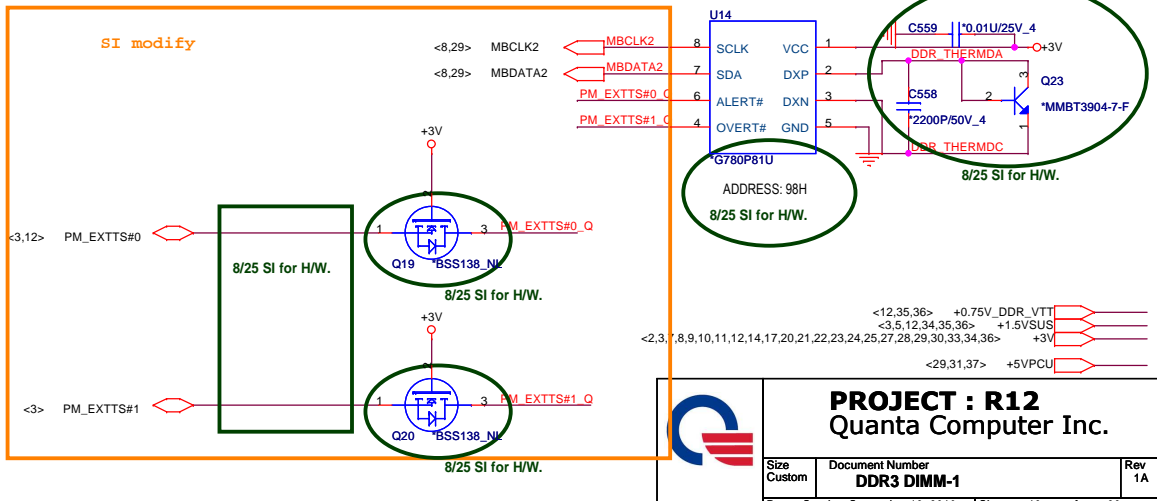 SI modify
U14
<8,29> MBCLK2 MBCLK2 8 SCLK VCC 1
<8,29> MBDATA2 MBDATA2 7 SDA DXP 2
PM_EXTTS#0_Q 6 ALERT# DXN 3
PM_EXTTS#1_Q 4 OVERT# GND 5
*G780P81U
ADDRESS: 98H
8/25 SI for H/W.
C559 *0.01U/25V_4
+3V
DDR_THERMDA
3
Q23
2
*MMBT3904-7-F
1
C558
*2200P/50V_4
DDR_THERMDC
8/25 SI for H/W.
+3V
2
<3,12> PM_EXTTS#0 1 3 PM_EXTTS#0_Q
Q19 *BSS138_NL
8/25 SI for H/W.
8/25 SI for H/W.
+3V
2
<3> PM_EXTTS#1 1 3 PM_EXTTS#1_Q
Q20 *BSS138_NL
8/25 SI for H/W.
<12,35,36> +0.75V_DDR_VTT
<3,5,12,34,35,36> +1.5VSUS
<2,3,7,8,9,10,11,12,14,17,20,21,22,23,24,25,27,28,29,30,33,34,36> +3V
<29,31,37> +5VPCU
PROJECT : R12
Quanta Computer Inc.
Size
Custom
Document Number
DDR3 DIMM-1
Rev
1A